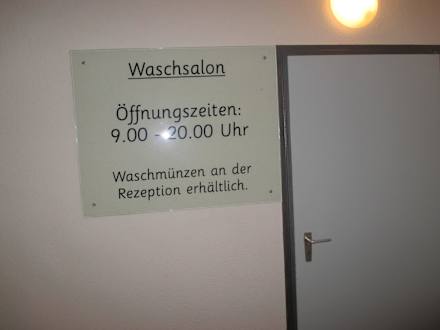 Waschsalon
Öffnungszeiten:
9.00 - 20.00 Uhr
Waschmünzen an der
Rezeption erhältlich.